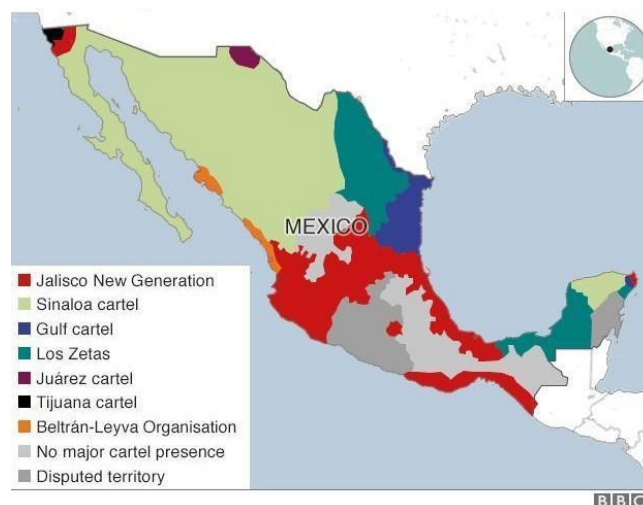 MEXICO
Jalisco New Generation
Sinaloa cartel
Gulf cartel
Los Zetas
Juárez cartel
Tijuana cartel
Beltrán-Leyva Organisation
No major cartel presence
Disputed territory
BBC